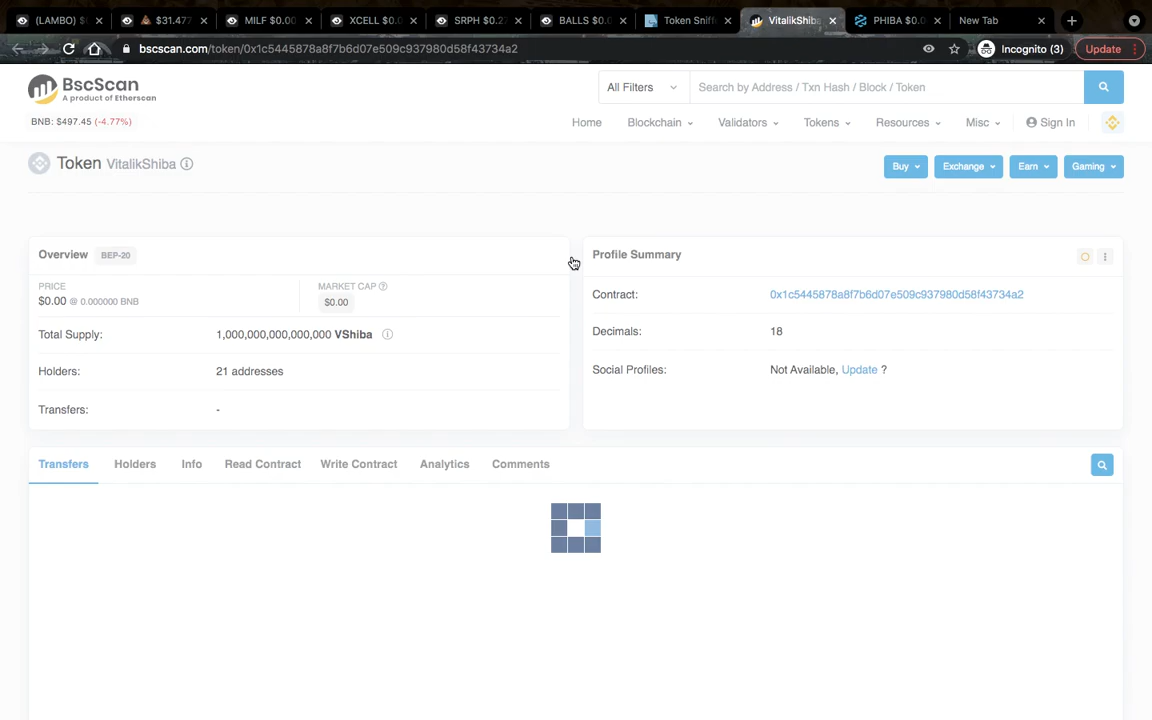 (LAMBO) $
$31.477
MILF $0.00
XCELL $0.0
SRPH $0.2
BALLS $0.0
Token Sniff
VitalikShiba
PHIBA $0.0
New Tab
bscscan.com/token/0x1c5445878a8f7b6d07e509c937980d58f43734a2
Incognito (3)
Update
BscScan
A product of Etherscan
All Filters
Search by Address / Txn Hash / Block / Token
BNB: $497.45 (-4.77%)
Home
Blockchain
Validators
Tokens
Resources
Misc
Sign In
Token VitalikShiba
Buy
Exchange
Earn
Gaming
Overview BEP-20
PRICE
$0.00 @ 0.000000 BNB
MARKET CAP
$0.00
Total Supply: 1,000,000,000,000,000 VShiba
Holders: 21 addresses
Transfers: -
Profile Summary
Contract: 0x1c5445878a8f7b6d07e509c937980d58f43734a2
Decimals: 18
Social Profiles: Not Available, Update ?
Transfers
Holders
Info
Read Contract
Write Contract
Analytics
Comments